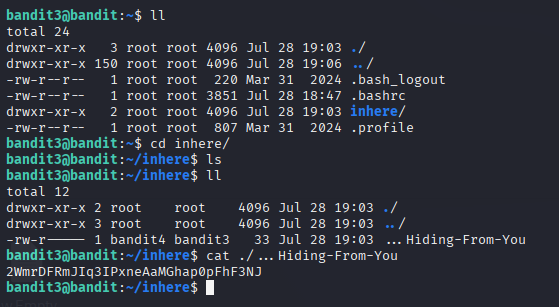 bandit3@bandit:~$ ll
total 24
drwxr-xr-x   3 root root 4096 Jul 28 19:03 ./
drwxr-xr-x 150 root root 4096 Jul 28 19:06 ../
-rw-r--r--   1 root root  220 Mar 31  2024 .bash_logout
-rw-r--r--   1 root root 3851 Jul 28 18:47 .bashrc
drwxr-xr-x   2 root root 4096 Jul 28 19:03 inhere/
-rw-r--r--   1 root root  807 Mar 31  2024 .profile
bandit3@bandit:~$ cd inhere/
bandit3@bandit:~/inhere$ ls
bandit3@bandit:~/inhere$ ll
total 12
drwxr-xr-x 2 root    root    4096 Jul 28 19:03 ./
drwxr-xr-x 3 root    root    4096 Jul 28 19:03 ../
-rw-r----- 1 bandit4 bandit3   33 Jul 28 19:03 ...Hiding-From-You
bandit3@bandit:~/inhere$ cat ./...Hiding-From-You
2WmrDFRmJIq3IPxneAaMGhap0pFhF3NJ
bandit3@bandit:~/inhere$